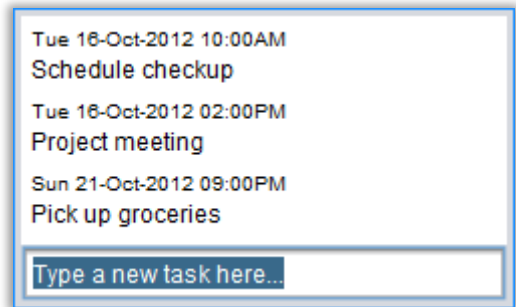 Tue 16-Oct-2012 10:00AM
Schedule checkup
Tue 16-Oct-2012 02:00PM
Project meeting
Sun 21-Oct-2012 09:00PM
Pick up groceries
Type a new task here...